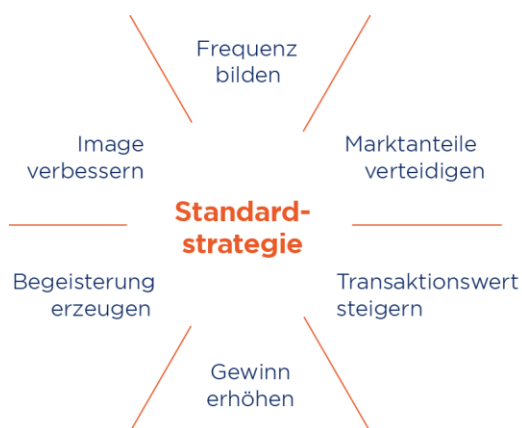 Frequenz
bilden
Image
verbessern
Marktanteile
verteidigen
Standard-
strategie
Begeisterung
erzeugen
Transaktionswert
steigern
Gewinn
erhöhen